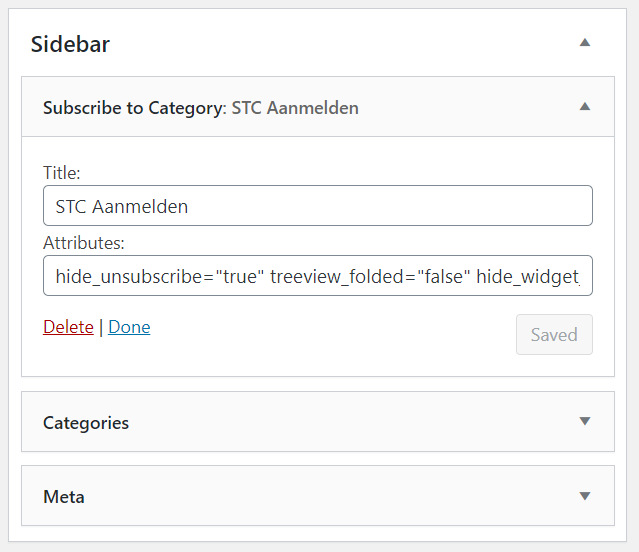 Sidebar
Subscribe to Category: STC Aanmelden
Title:
STC Aanmelden
Attributes:
hide_unsubscribe="true" treeview_folded="false" hide_widget_
Delete | Done
Saved
Categories
Meta